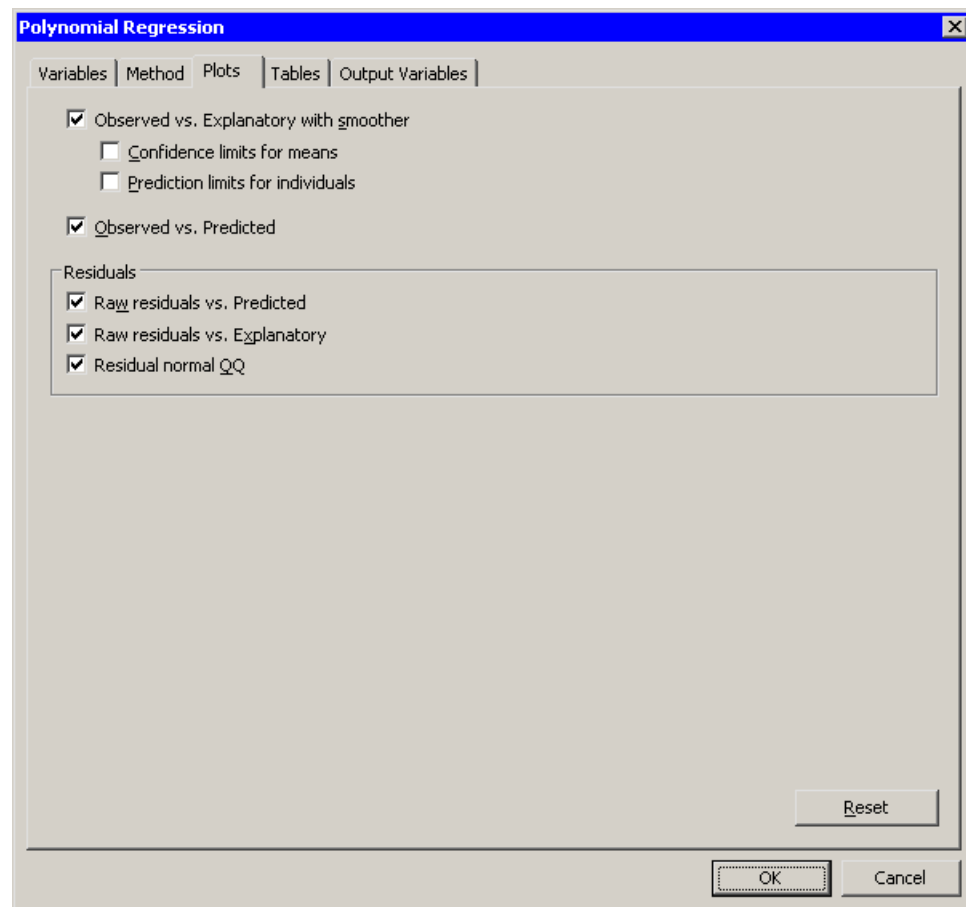 Polynomial Regression
Variables Method Plots Tables Output Variables
Observed vs. Explanatory with smoother
Confidence limits for means
Prediction limits for individuals
Observed vs. Predicted
Residuals
Raw residuals vs. Predicted
Raw residuals vs. Explanatory
Residual normal QQ
Reset
OK Cancel